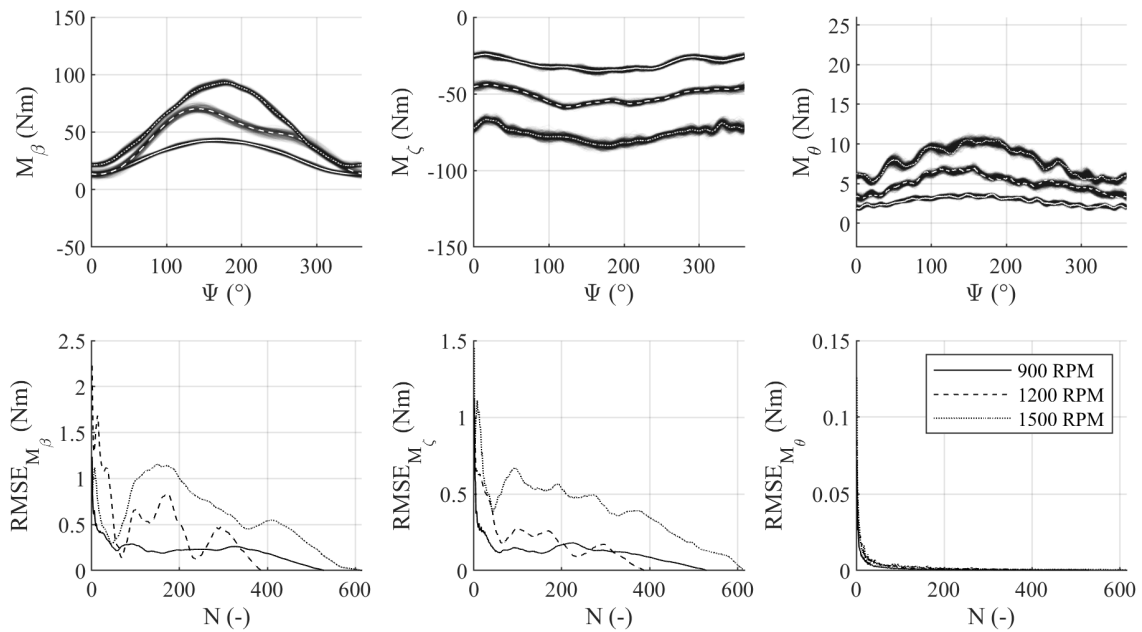 150
100
50
0
-50
M_β (Nm)
0 100 200 300
Ψ (°)
0
-50
-100
-150
M_ζ (Nm)
0 100 200 300
Ψ (°)
25
20
15
10
5
0
M_θ (Nm)
0 100 200 300
Ψ (°)
2.5
2
1.5
1
0.5
0
RMSE_{M_β} (Nm)
0 200 400 600
N (-)
1.5
1
0.5
0
RMSE_{M_ζ} (Nm)
0 200 400 600
N (-)
0.15
0.1
0.05
0
RMSE_{M_θ} (Nm)
0 200 400 600
N (-)
900 RPM
1200 RPM
1500 RPM